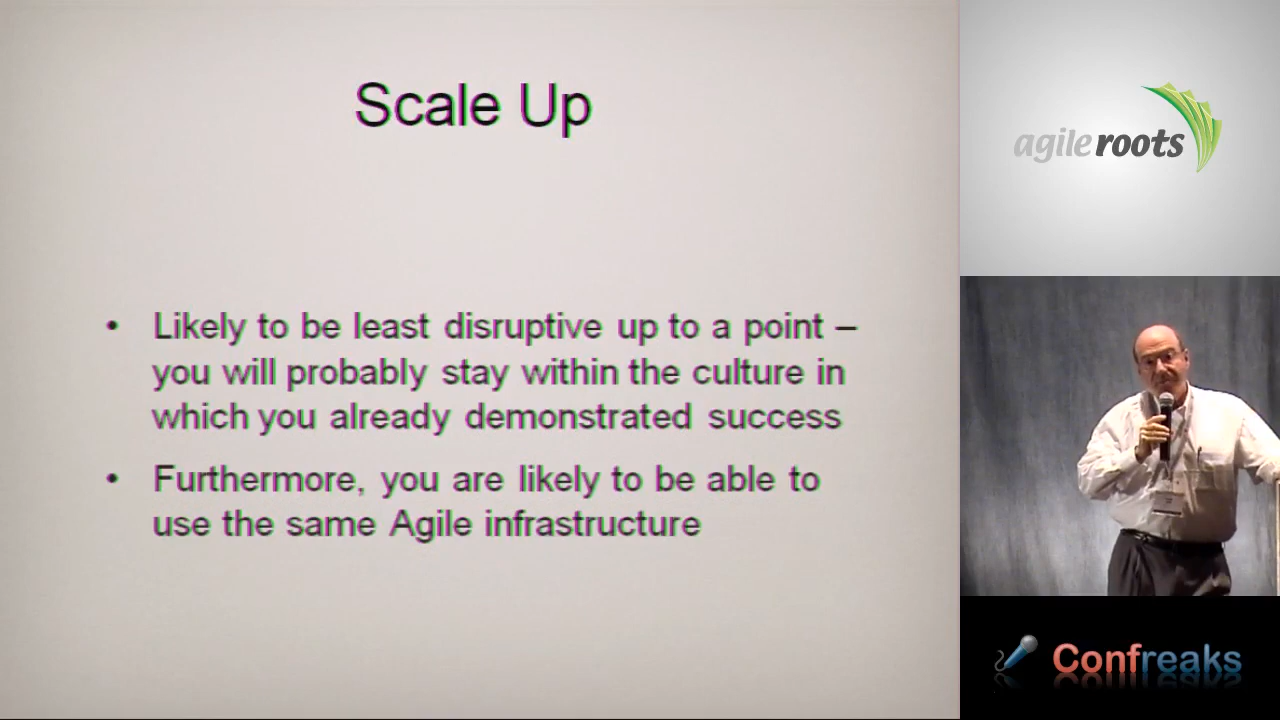 Scale Up
• Likely to be least disruptive up to a point –
you will probably stay within the culture in
which you already demonstrated success
• Furthermore, you are likely to be able to
use the same Agile infrastructure
agile roots
Confreaks